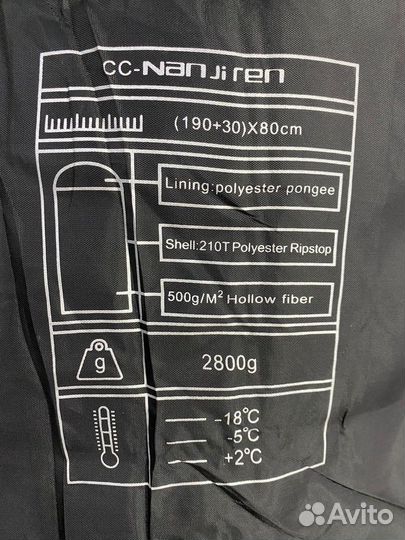 CC-NanJiren
(190+30)X80cm
Lining:polyester pongee
Shell:210T Polyester Ripstop
500g/M² Hollow fiber
g
2800g
-18℃
-5℃
+2℃
Avito